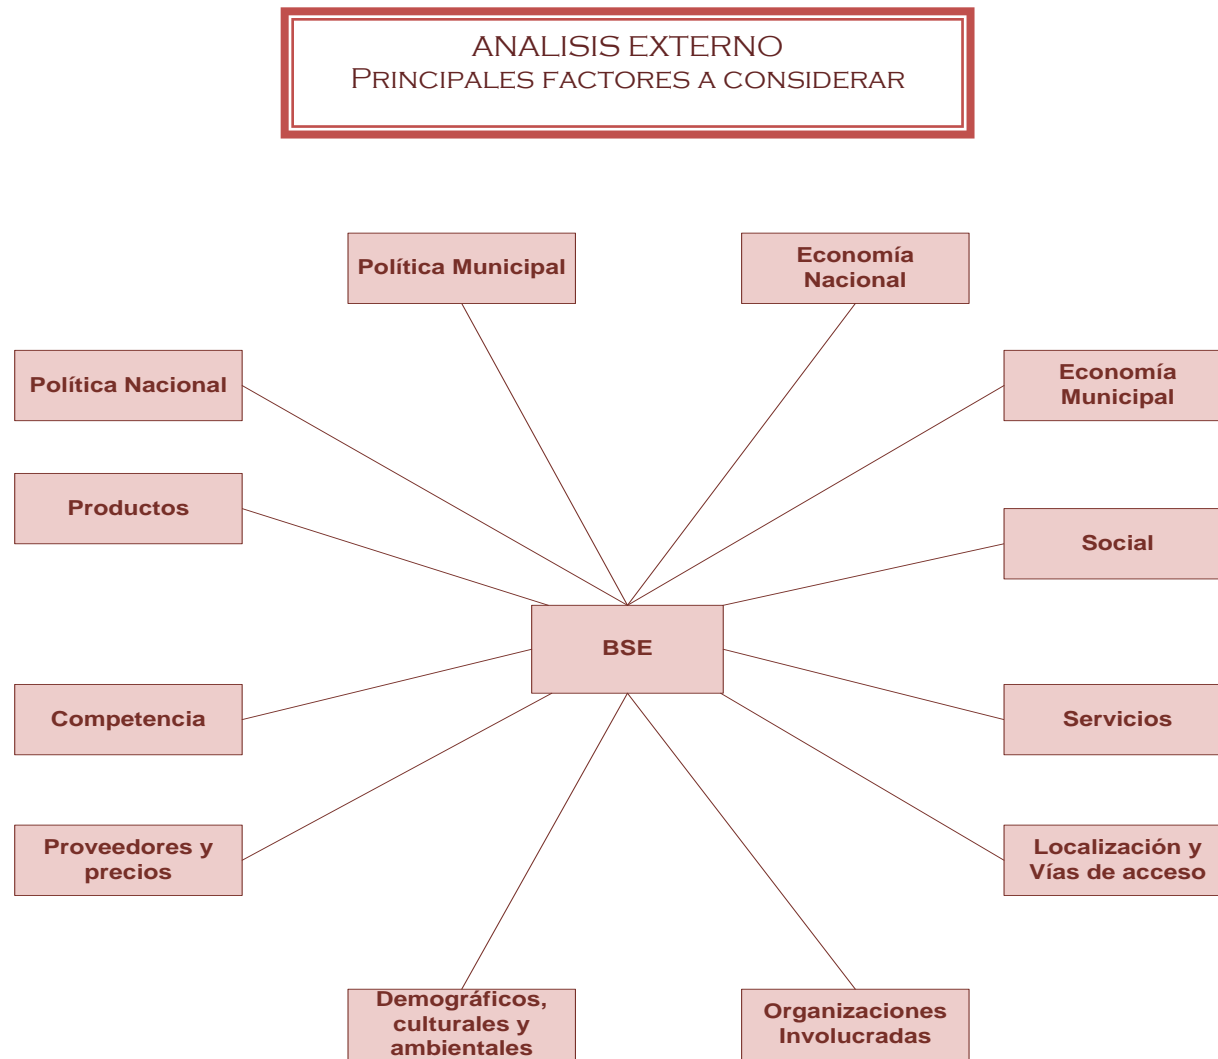 ANALISIS EXTERNO
PRINCIPALES FACTORES A CONSIDERAR
Política Municipal
Economía
Nacional
Política Nacional
Economía
Municipal
Productos
Social
BSE
Competencia
Servicios
Proveedores y
precios
Localización y
Vías de acceso
Demográficos,
culturales y
ambientales
Organizaciones
Involucradas